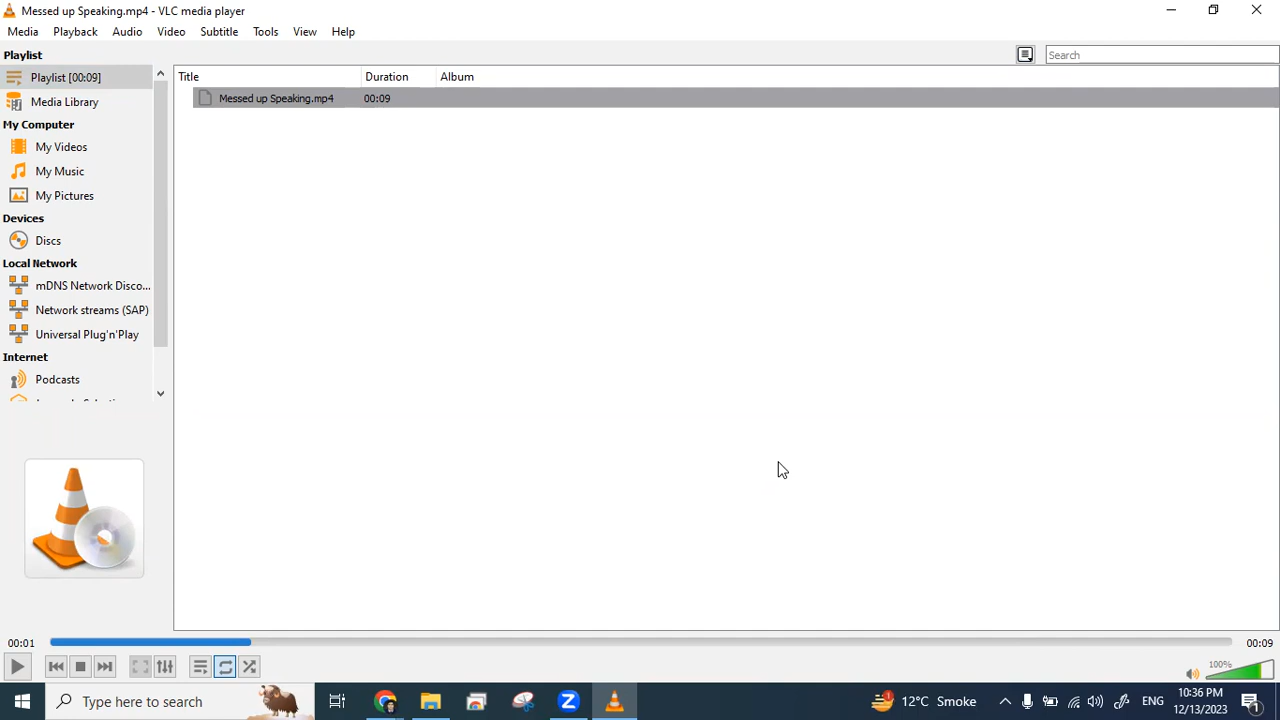 Messed up Speaking.mp4 - VLC media player
Media Playback Audio Video Subtitle Tools View Help
Playlist
Search
Playlist [00:09]
Title Duration Album
Messed up Speaking.mp4 00:09
Media Library
My Computer
My Videos
My Music
My Pictures
Devices
Discs
Local Network
mDNS Network Disco...
Network streams (SAP)
Universal Plug'n'Play
Internet
Podcasts
00:01 00:09
100%
Type here to search
12°C Smoke
ENG
10:36 PM
12/13/2023
1
1